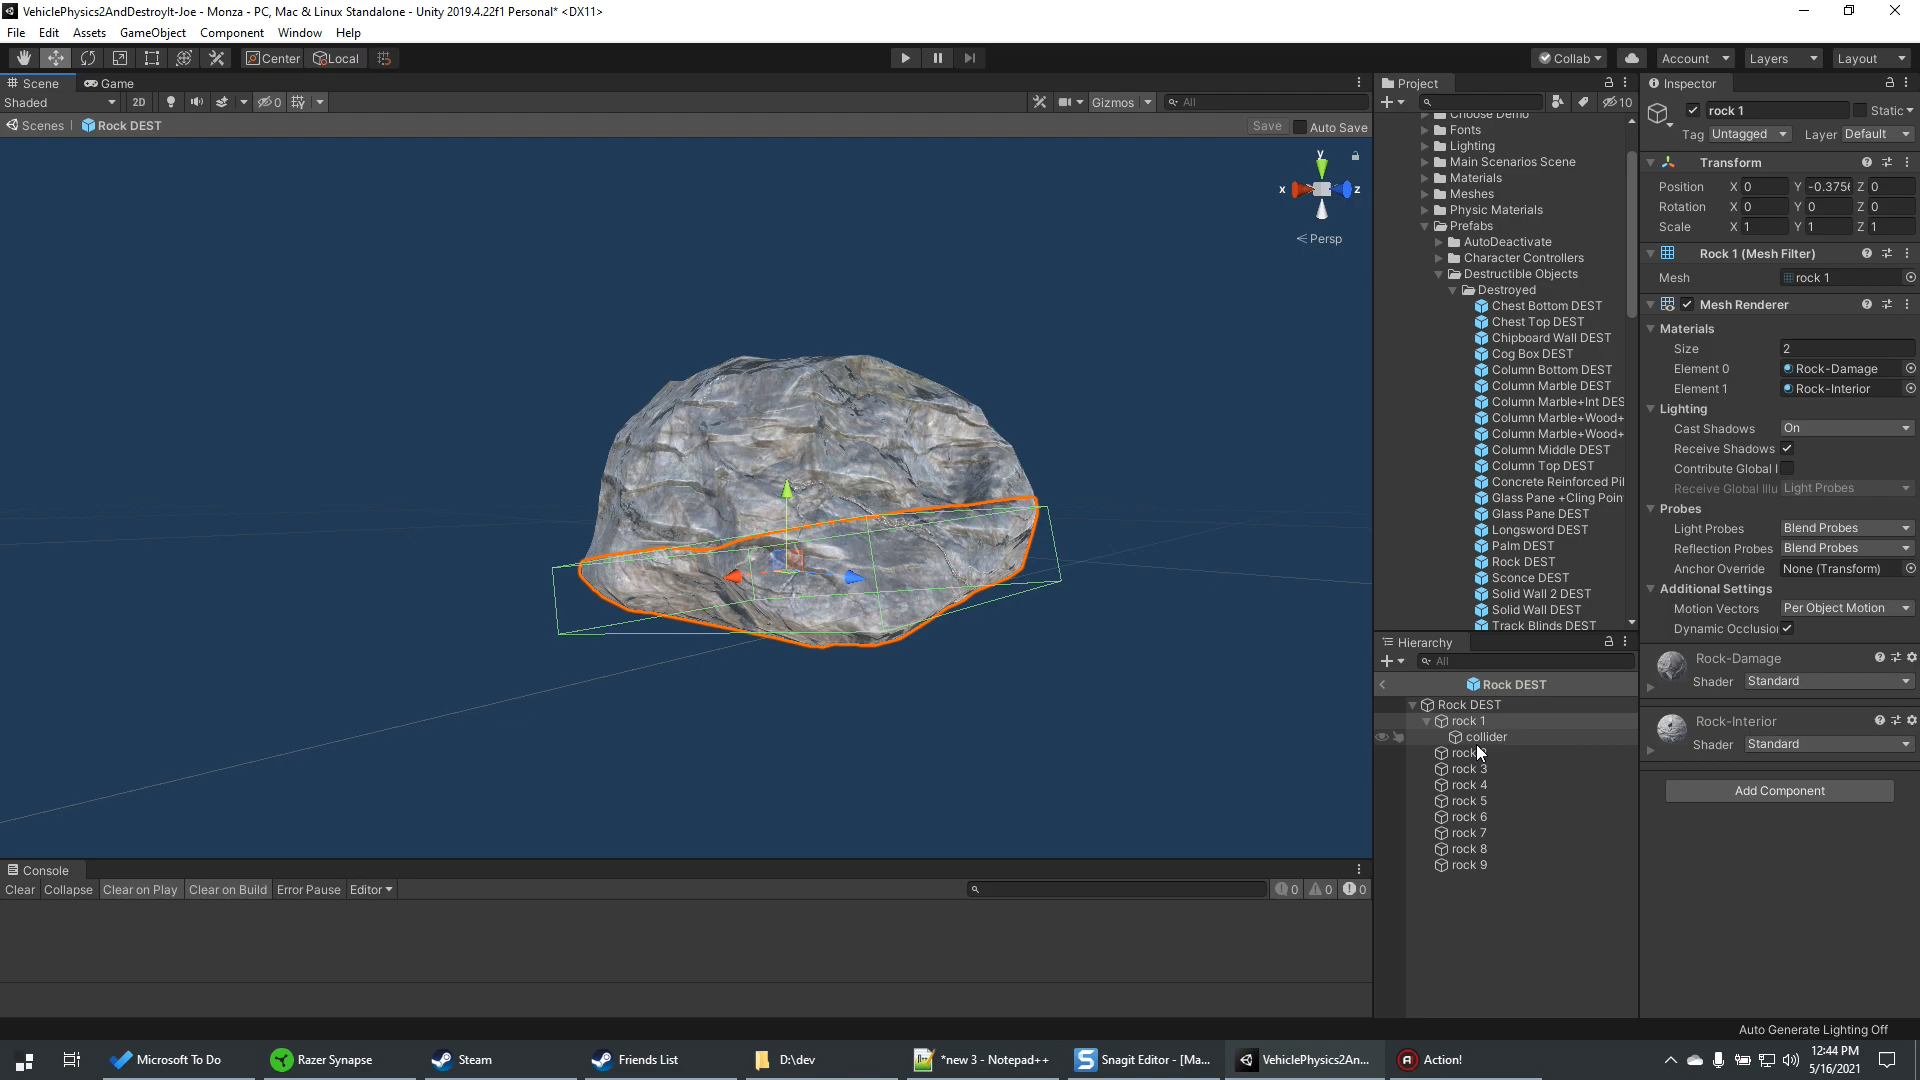 VehiclePhysics2AndDestroyIt-Joe - Monza - PC, Mac & Linux Standalone - Unity 2019.4.22f1 Personal* <DX11>
File Edit Assets GameObject Component Window Help
Center Local Collab Account Layers Layout
Scene Game
Shaded 2D 0 Gizmos All
Scenes Rock DEST Save Auto Save
y
x z
Persp
Project
10
Choose Demo
Fonts
Lighting
Main Scenarios Scene
Materials
Meshes
Physic Materials
Prefabs
AutoDeactivate
Character Controllers
Destructible Objects
Destroyed
Chest Bottom DEST
Chest Top DEST
Chipboard Wall DEST
Cog Box DEST
Column Bottom DEST
Column Marble DEST
Column Marble+Int DES
Column Marble+Wood+
Column Marble+Wood+
Column Middle DEST
Column Top DEST
Concrete Reinforced Pil
Glass Pane +Cling Poin
Glass Pane DEST
Longsword DEST
Palm DEST
Rock DEST
Sconce DEST
Solid Wall 2 DEST
Solid Wall DEST
Track Blinds DEST
Hierarchy
All
Rock DEST
Rock DEST
rock 1
collider
rock
rock 3
rock 4
rock 5
rock 6
rock 7
rock 8
rock 9
Inspector
rock 1 Static
Tag Untagged Layer Default
Transform
Position X 0 Y -0.375 Z 0
Rotation X 0 Y 0 Z 0
Scale X 1 Y 1 Z 1
Rock 1 (Mesh Filter)
Mesh rock 1
Mesh Renderer
Materials
Size 2
Element 0 Rock-Damage
Element 1 Rock-Interior
Lighting
Cast Shadows On
Receive Shadows
Contribute Global I
Receive Global Illu Light Probes
Probes
Light Probes Blend Probes
Reflection Probes Blend Probes
Anchor Override None (Transform)
Additional Settings
Motion Vectors Per Object Motion
Dynamic Occlusion
Rock-Damage
Shader Standard
Rock-Interior
Shader Standard
Add Component
Console
Clear Collapse Clear on Play Clear on Build Error Pause Editor 0 0 0
Auto Generate Lighting Off
Microsoft To Do Razer Synapse Steam Friends List D:\dev *new 3 - Notepad++ Snagit Editor - [Ma... VehiclePhysics2An... Action!
12:44 PM
5/16/2021